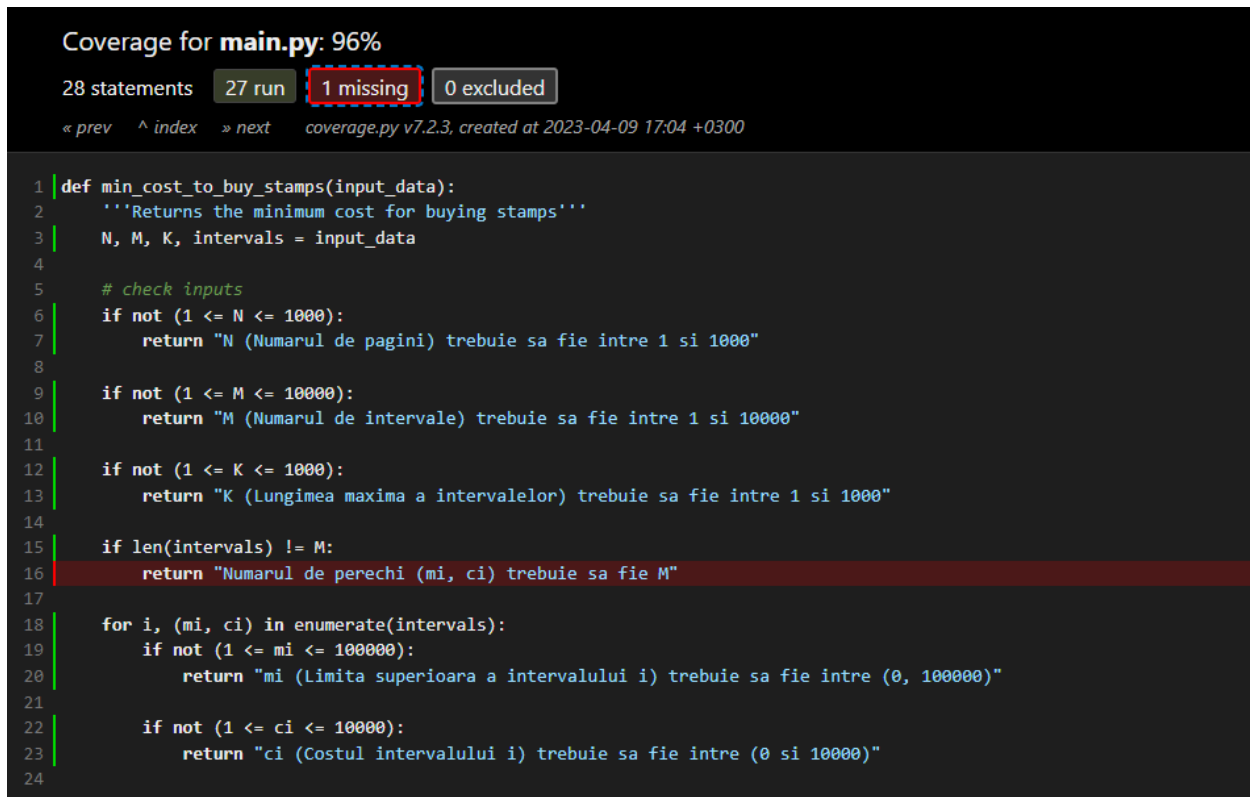 Coverage for main.py: 96%
28 statements 27 run 1 missing 0 excluded
« prev ^ index » next coverage.py v7.2.3, created at 2023-04-09 17:04 +0300
1 def min_cost_to_buy_stamps(input_data):
2     '''Returns the minimum cost for buying stamps'''
3     N, M, K, intervals = input_data
4
5     # check inputs
6     if not (1 <= N <= 1000):
7         return "N (Numarul de pagini) trebuie sa fie intre 1 si 1000"
8
9     if not (1 <= M <= 10000):
10         return "M (Numarul de intervale) trebuie sa fie intre 1 si 10000"
11
12     if not (1 <= K <= 1000):
13         return "K (Lungimea maxima a intervalelor) trebuie sa fie intre 1 si 1000"
14
15     if len(intervals) != M:
16         return "Numarul de perechi (mi, ci) trebuie sa fie M"
17
18     for i, (mi, ci) in enumerate(intervals):
19         if not (1 <= mi <= 100000):
20             return "mi (Limita superioara a intervalului i) trebuie sa fie intre (0, 100000)"
21
22         if not (1 <= ci <= 10000):
23             return "ci (Costul intervalului i) trebuie sa fie intre (0 si 10000)"
24